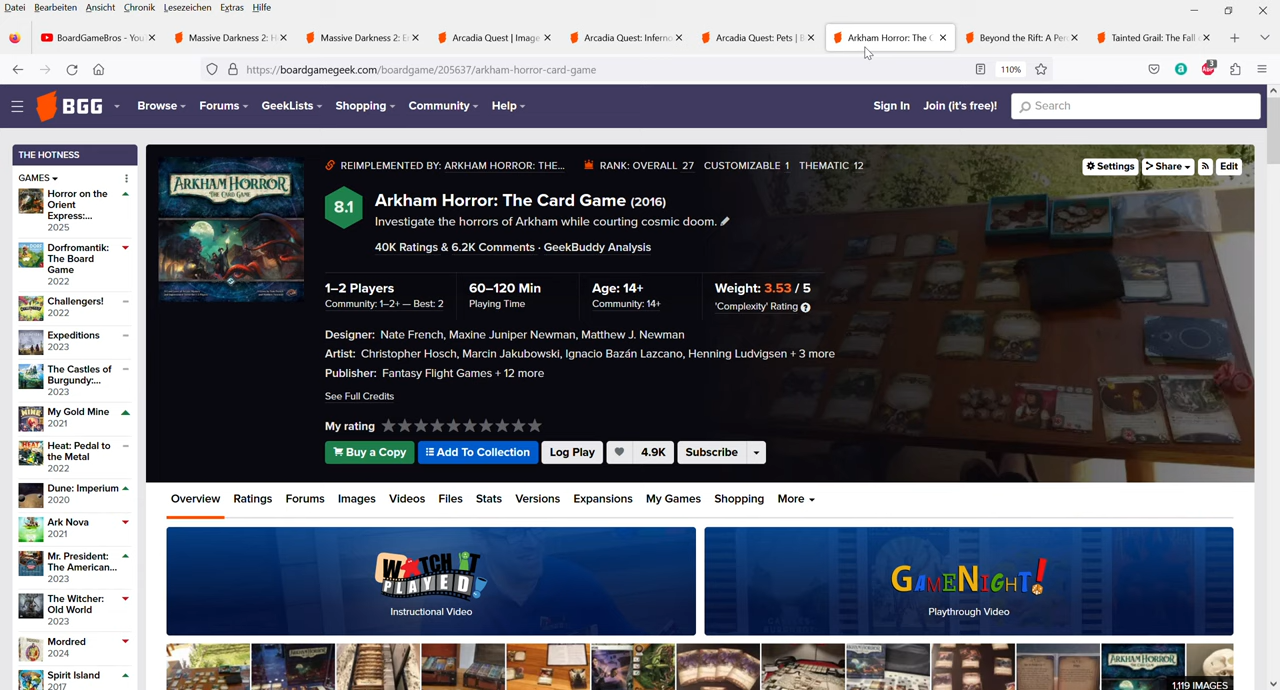 Datei Bearbeiten Ansicht Chronik Lesezeichen Extras Hilfe
BoardGameBros - You Massive Darkness 2: H Massive Darkness 2: E Arcadia Quest | Image Arcadia Quest: Inferno Arcadia Quest: Pets | B Arkham Horror: The C Beyond the Rift: A Per Tainted Grail: The Fall
https://boardgamegeek.com/boardgame/205637/arkham-horror-card-game 110% 3
BGG Browse Forums GeekLists Shopping Community Help Sign In Join (it's free!) Search
THE HOTNESS
GAMES
Horror on the
Orient
Express:...
2025
Dorfromantik:
The Board
Game
2022
Challengers!
2022
Expeditions
2023
The Castles of
Burgundy:...
2023
My Gold Mine
2021
Heat: Pedal to
the Metal
2022
Dune: Imperium
2020
Ark Nova
2021
Mr. President:
The American...
2023
The Witcher:
Old World
2023
Mordred
2024
Spirit Island
2017
ARKHAM HORROR
THE CARD GAME
REIMPLEMENTED BY: ARKHAM HORROR: THE... RANK: OVERALL 27 CUSTOMIZABLE 1 THEMATIC 12
Settings Share Edit
8.1
Arkham Horror: The Card Game (2016)
Investigate the horrors of Arkham while courting cosmic doom.
40K Ratings & 6.2K Comments · GeekBuddy Analysis
1–2 Players 60–120 Min Age: 14+ Weight: 3.53 / 5
Community: 1–2+ — Best: 2 Playing Time Community: 14+ 'Complexity' Rating
Designer: Nate French, Maxine Juniper Newman, Matthew J. Newman
Artist: Christopher Hosch, Marcin Jakubowski, Ignacio Bazán Lazcano, Henning Ludvigsen + 3 more
Publisher: Fantasy Flight Games + 12 more
See Full Credits
My rating
Buy a Copy Add To Collection Log Play 4.9K Subscribe
Overview Ratings Forums Images Videos Files Stats Versions Expansions My Games Shopping More
WATCH IT PLAYED
Instructional Video
GAMENIGHT!
Playthrough Video
ARKHAM HORROR
1,119 IMAGES